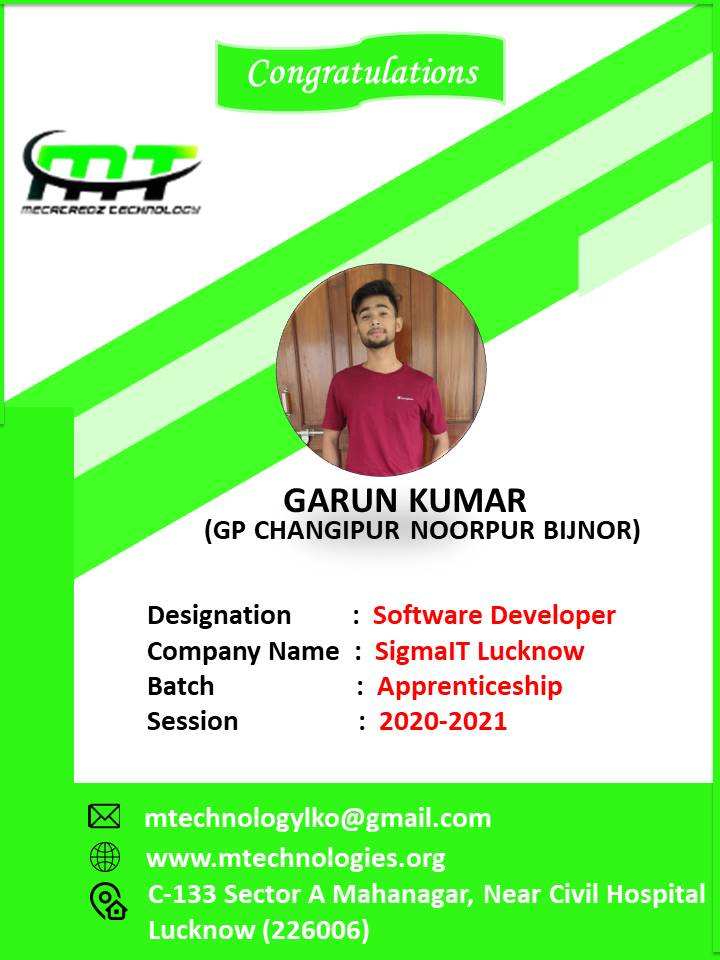 Congratulations
MT
MECATREDZ TECHNOLOGY
GARUN KUMAR
(GP CHANGIPUR NOORPUR BIJNOR)
Designation : Software Developer
Company Name : SigmaIT Lucknow
Batch : Apprenticeship
Session : 2020-2021
mtechnologylko@gmail.com
www.mtechnologies.org
C-133 Sector A Mahanagar, Near Civil Hospital
Lucknow (226006)